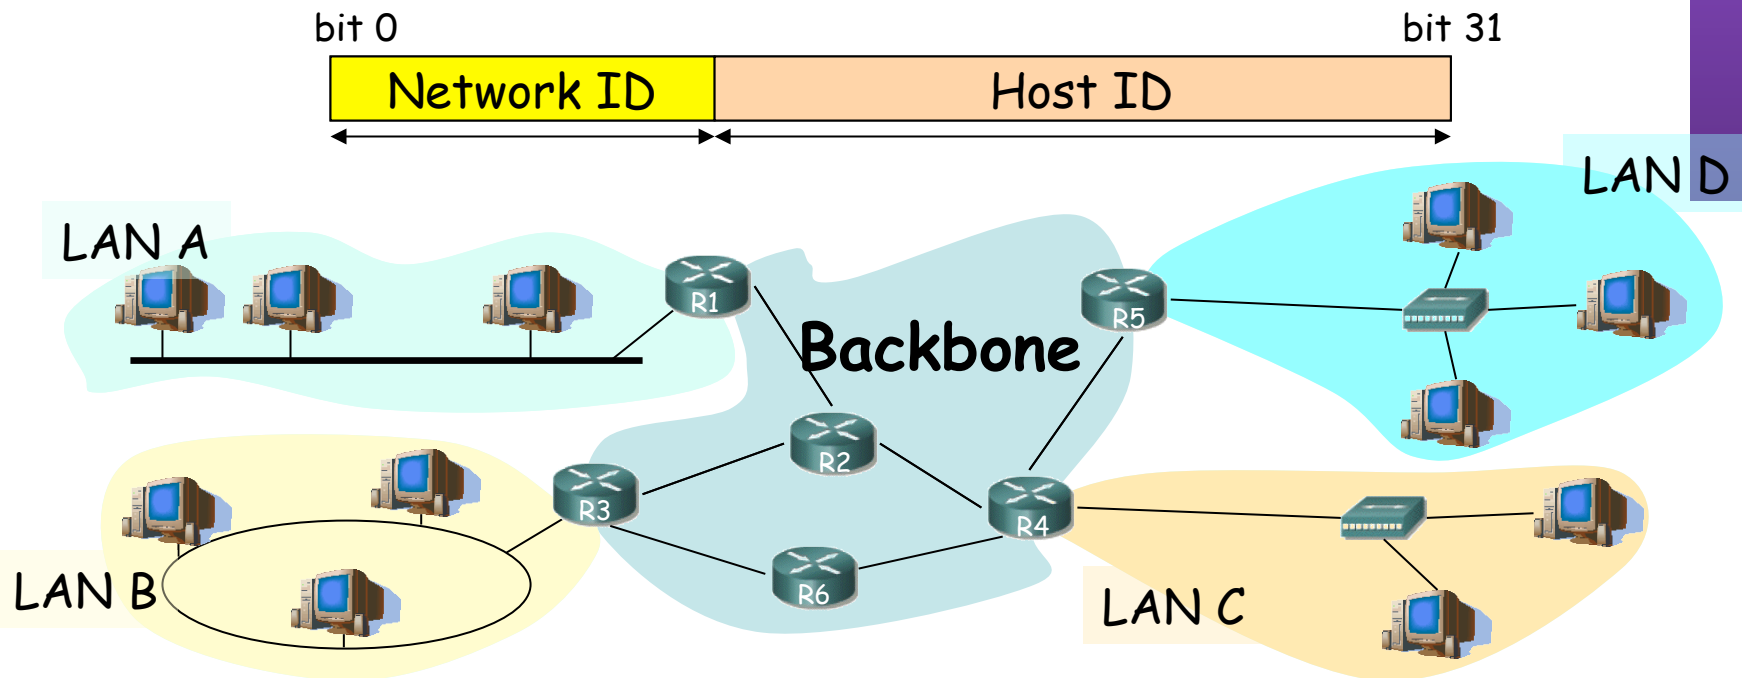 bit 0
bit 31
Network ID
Host ID
LAN D
LAN A
R1
R5
Backbone
R2
R3
R4
R6
LAN B
LAN C